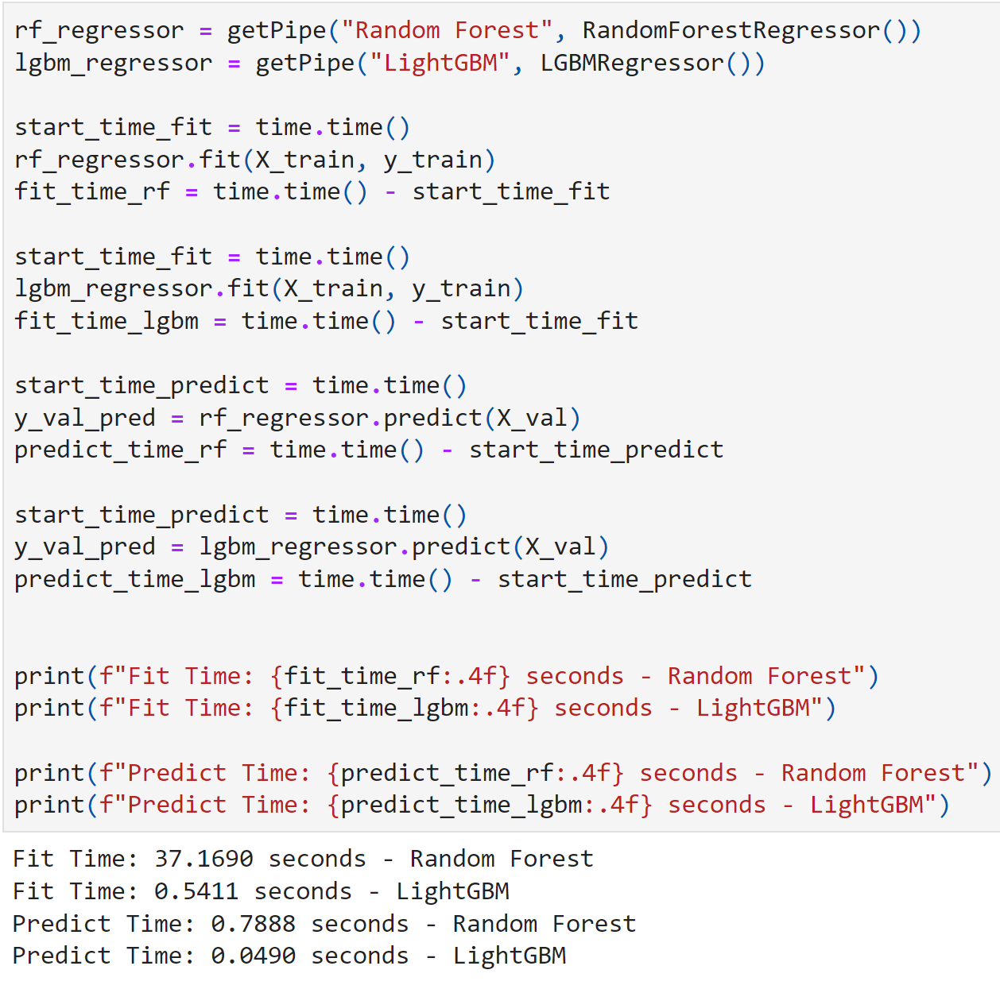 rf_regressor = getPipe("Random Forest", RandomForestRegressor())
lgbm_regressor = getPipe("LightGBM", LGBMRegressor())
start_time_fit = time.time()
rf_regressor.fit(X_train, y_train)
fit_time_rf = time.time() - start_time_fit
start_time_fit = time.time()
lgbm_regressor.fit(X_train, y_train)
fit_time_lgbm = time.time() - start_time_fit
start_time_predict = time.time()
y_val_pred = rf_regressor.predict(X_val)
predict_time_rf = time.time() - start_time_predict
start_time_predict = time.time()
y_val_pred = lgbm_regressor.predict(X_val)
predict_time_lgbm = time.time() - start_time_predict
print(f"Fit Time: {fit_time_rf:.4f} seconds - Random Forest")
print(f"Fit Time: {fit_time_lgbm:.4f} seconds - LightGBM")
print(f"Predict Time: {predict_time_rf:.4f} seconds - Random Forest")
print(f"Predict Time: {predict_time_lgbm:.4f} seconds - LightGBM")
Fit Time: 37.1690 seconds - Random Forest
Fit Time: 0.5411 seconds - LightGBM
Predict Time: 0.7888 seconds - Random Forest
Predict Time: 0.0490 seconds - LightGBM